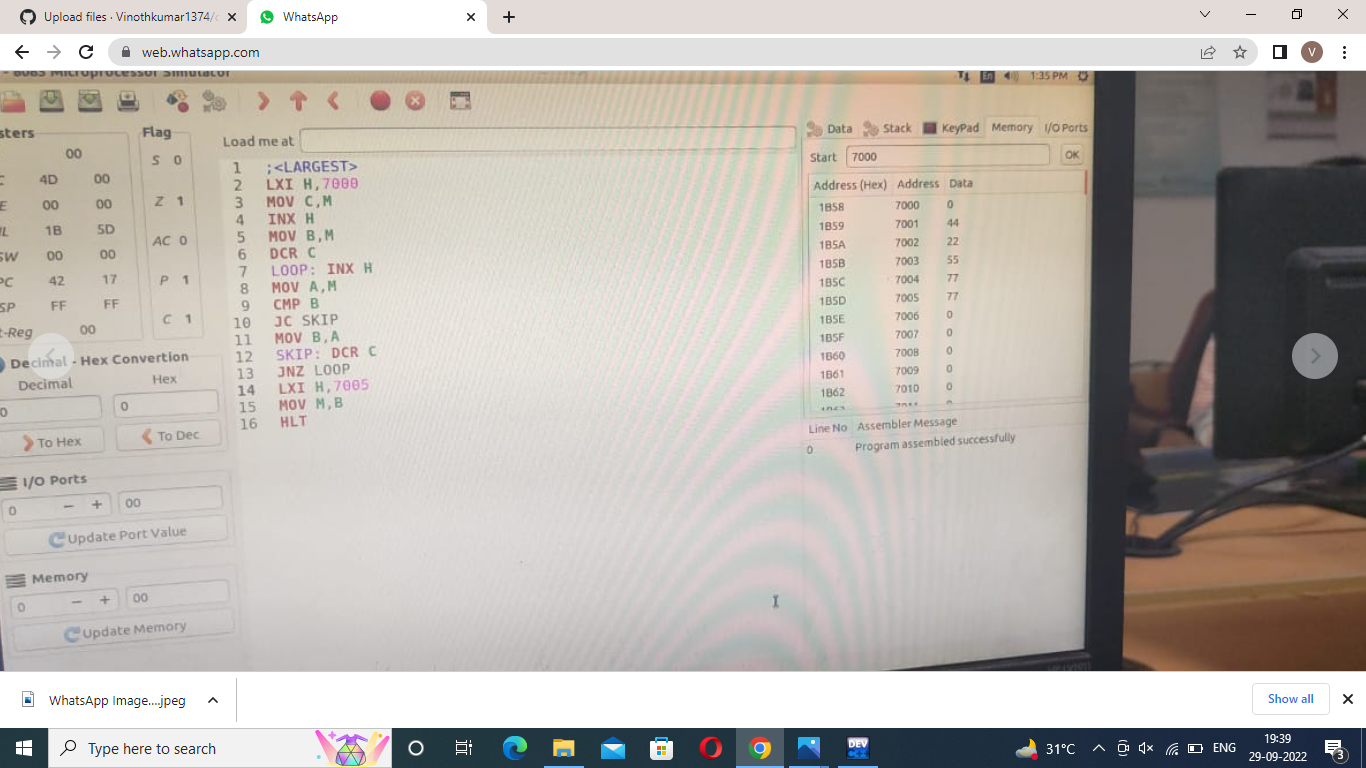 Upload files · Vinothkumar1374/
WhatsApp
web.whatsapp.com
V
- 8085 Microprocessor Simulator
En
1:35 PM
Flag
00
4D 00
00 00
1B 5D
00 00
PC 42 17
SP FF FF
00
S 0
Z 1
AC 0
P 1
C 1
Decimal - Hex Convertion
Decimal
Hex
0
0
To Hex
To Dec
I/O Ports
0 − +
00
Update Port Value
Memory
0 − +
00
Update Memory
Load me at
1 ;<LARGEST>
2 LXI H,7000
3 MOV C,M
4 INX H
5 MOV B,M
6 DCR C
7 LOOP: INX H
8 MOV A,M
9 CMP B
10 JC SKIP
11 MOV B,A
12 SKIP: DCR C
13 JNZ LOOP
14 LXI H,7005
15 MOV M,B
16 HLT
Data
Stack
KeyPad
Memory
I/O Ports
Start
7000
OK
Address (Hex) Address Data
1B58 7000 0
1B59 7001 44
1B5A 7002 22
1B5B 7003 55
1B5C 7004 77
1B5D 7005 77
1B5E 7006 0
1B5F 7007 0
1B60 7008 0
1B61 7009 0
1B62 7010 0
Line No Assembler Message
0 Program assembled successfully
WhatsApp Image....jpeg
Show all
Type here to search
DEV
31°C
ENG
19:39
29-09-2022
3